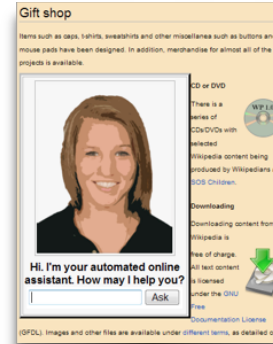 Gift shop
Items such as caps, t-shirts, sweatshirts and other miscellanea such as buttons and
mouse pads have been designed. In addition, merchandise for almost all of the
projects is available.
CD or DVD
There is a
series of
CDs/DVDs with
selected
Wikipedia content being
produced by Wikipedians
SOS Children.
Downloading
Downloading content from
Wikipedia is
free of charge.
All text content
is licensed
under the GNU
Free
Documentation License
(GFDL). Images and other files are available under different terms, as detailed
Hi. I'm your automated online
assistant. How may I help you?
Ask